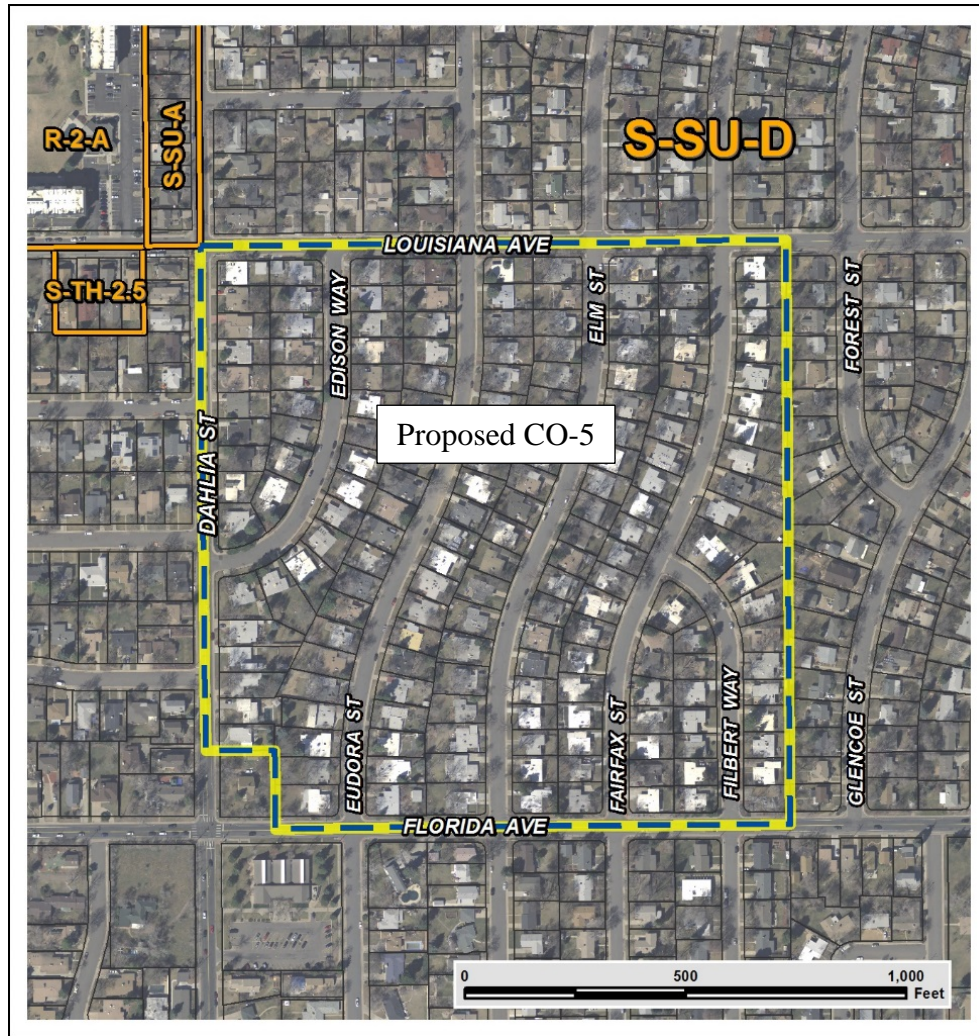 R-2-A
S-SU-A
S-SU-D
LOUISIANA AVE
S-TH-2.5
EDISON WAY
ELM ST
FOREST ST
Proposed CO-5
DAHLIA ST
EUDORA ST
FAIRFAX ST
FILBERT WAY
GLENCOE ST
FLORIDA AVE
0 500 1,000
Feet